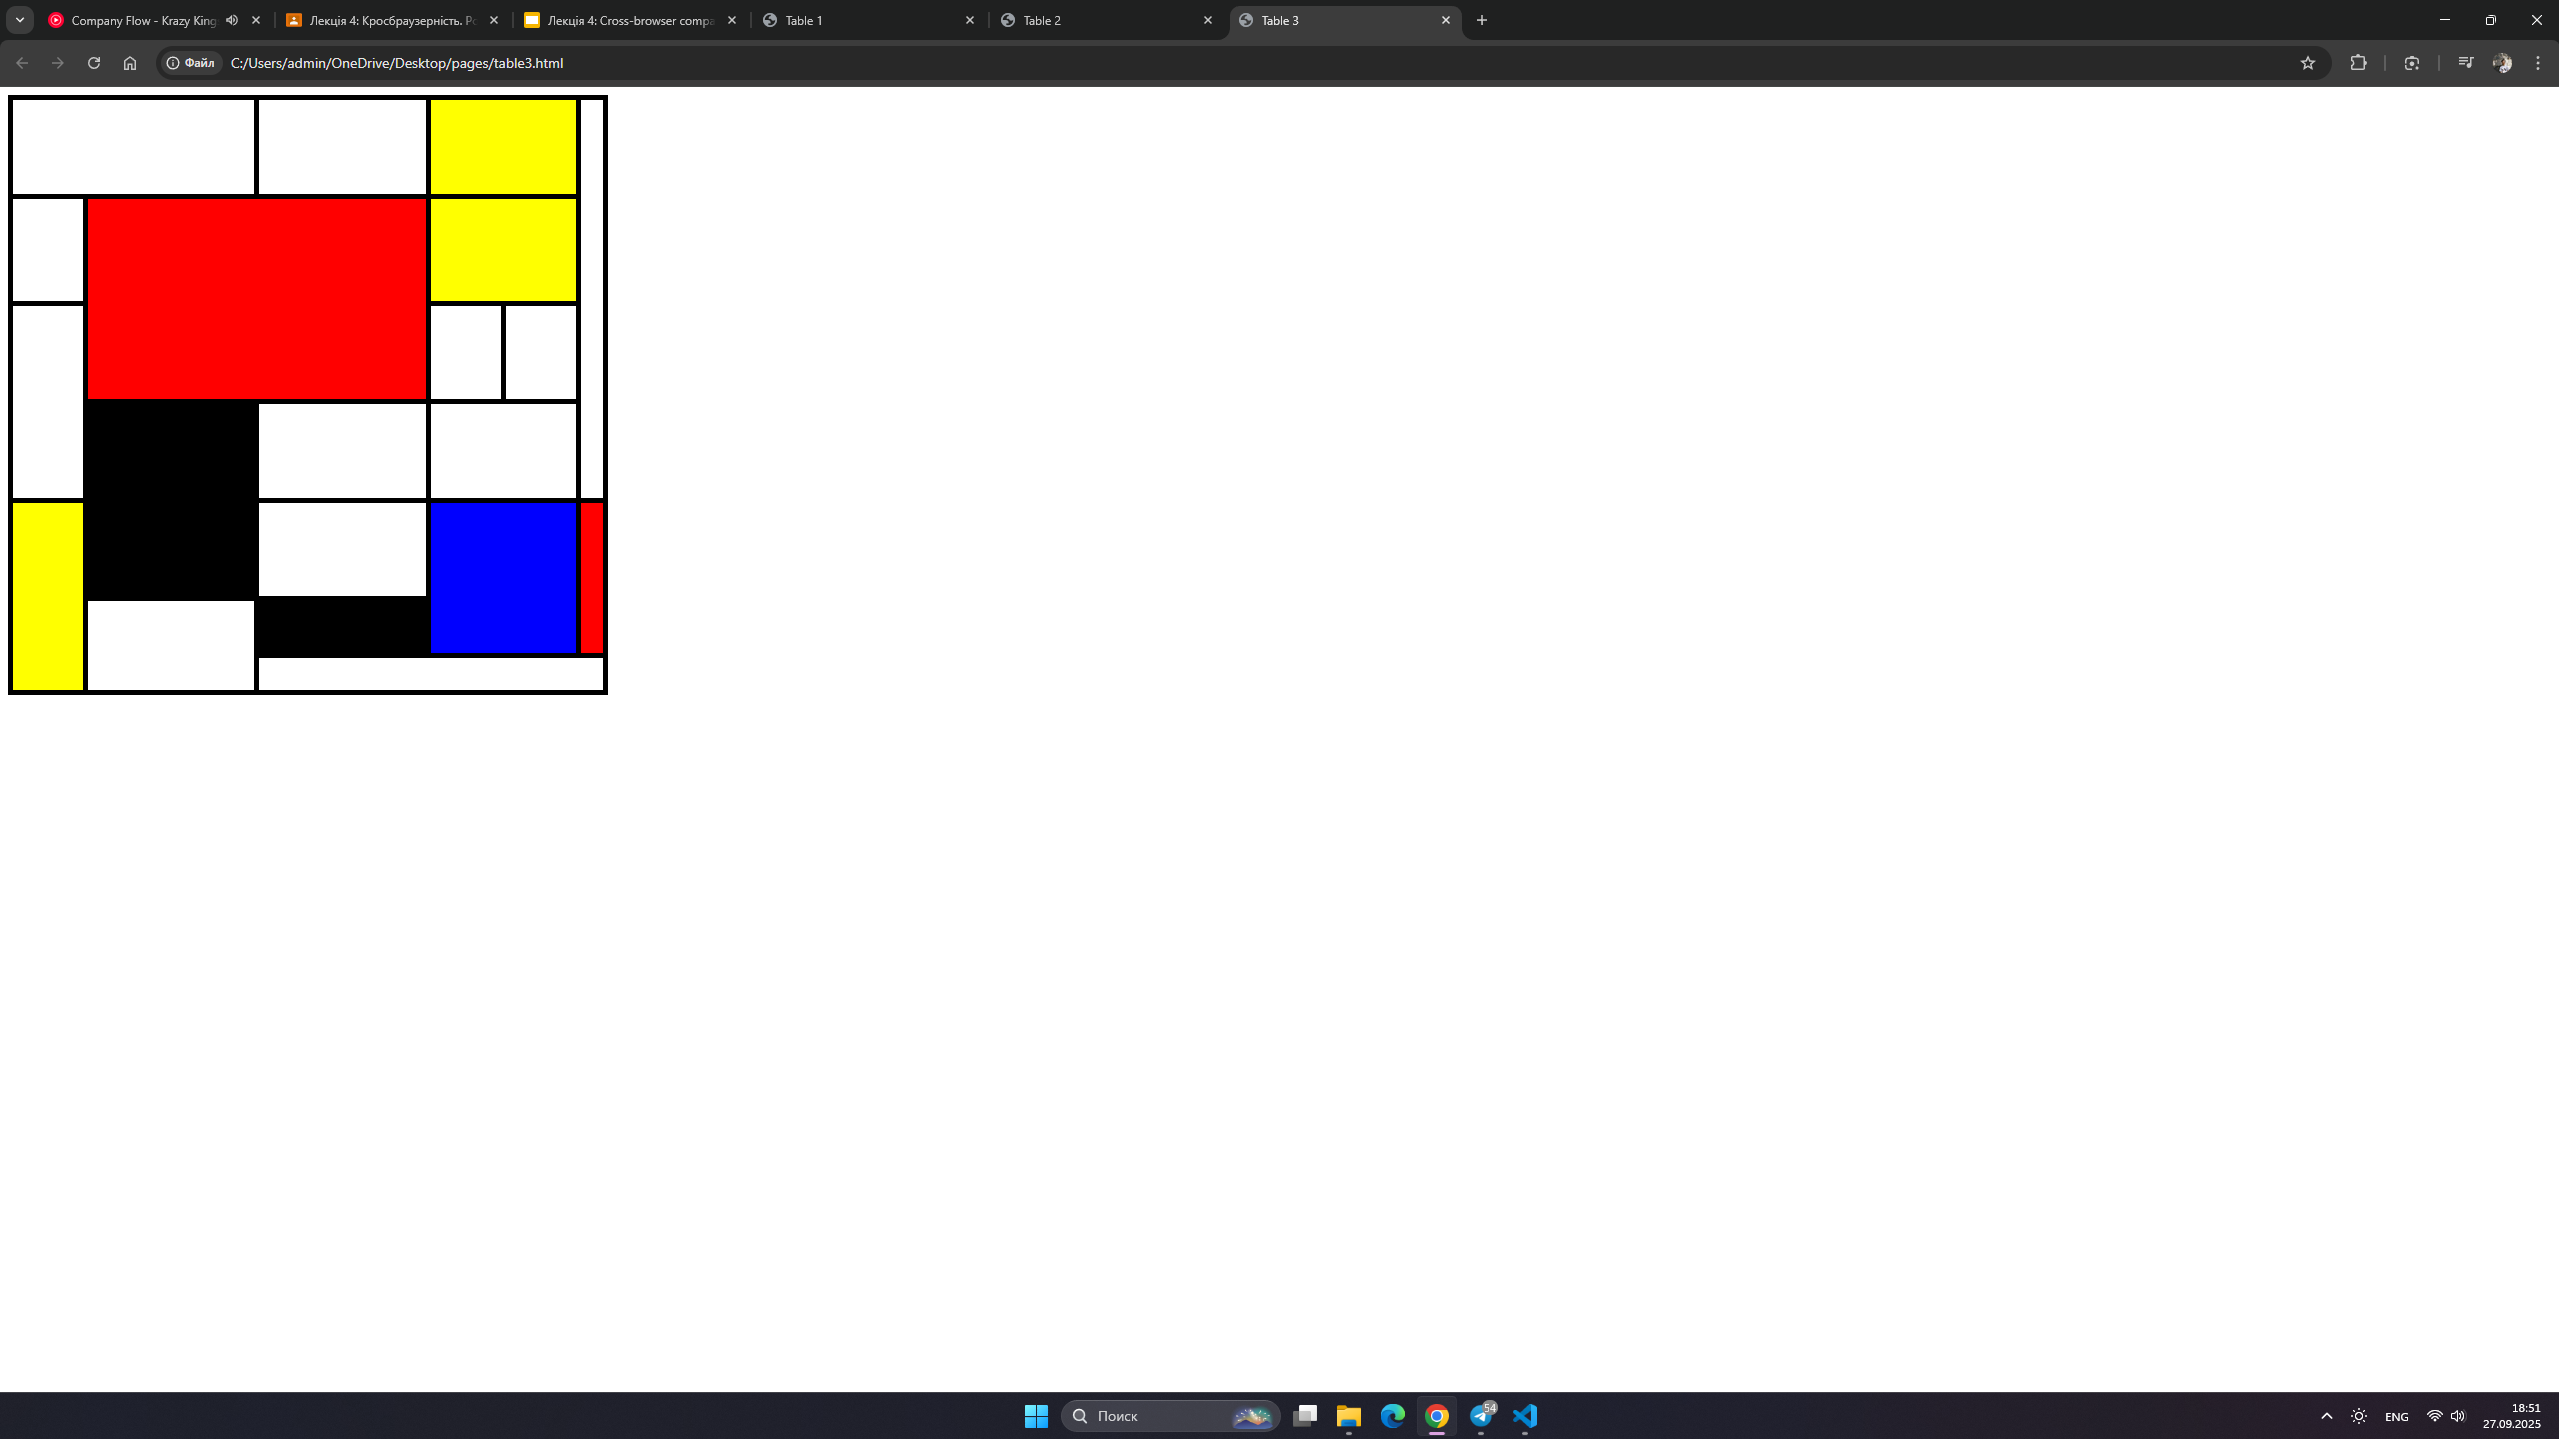 Company Flow - Krazy King
Лекція 4: Кросбраузерність. Ро
Лекція 4: Cross-browser compa
Table 1
Table 2
Table 3
Файл
C:/Users/admin/OneDrive/Desktop/pages/table3.html
Поиск
54
ENG
18:51
27.09.2025